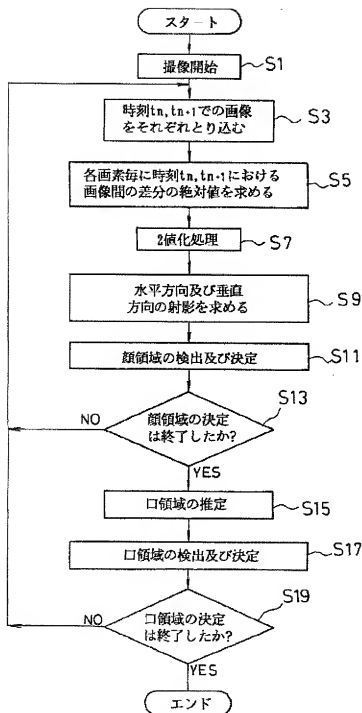 スタート
撮像開始
S1
時刻tn,tn+1での画像
をそれぞれとり込む
S3
各画素毎に時刻tn,tn+1における
画像間の差分の絶対値を求める
S5
2値化処理
S7
水平方向及び垂直
方向の射影を求める
S9
顔領域の検出及び決定
S11
顔領域の決定
は終了したか?
S13
NO
YES
口領域の推定
S15
口領域の検出及び決定
S17
口領域の決定
は終了したか?
S19
NO
YES
エンド